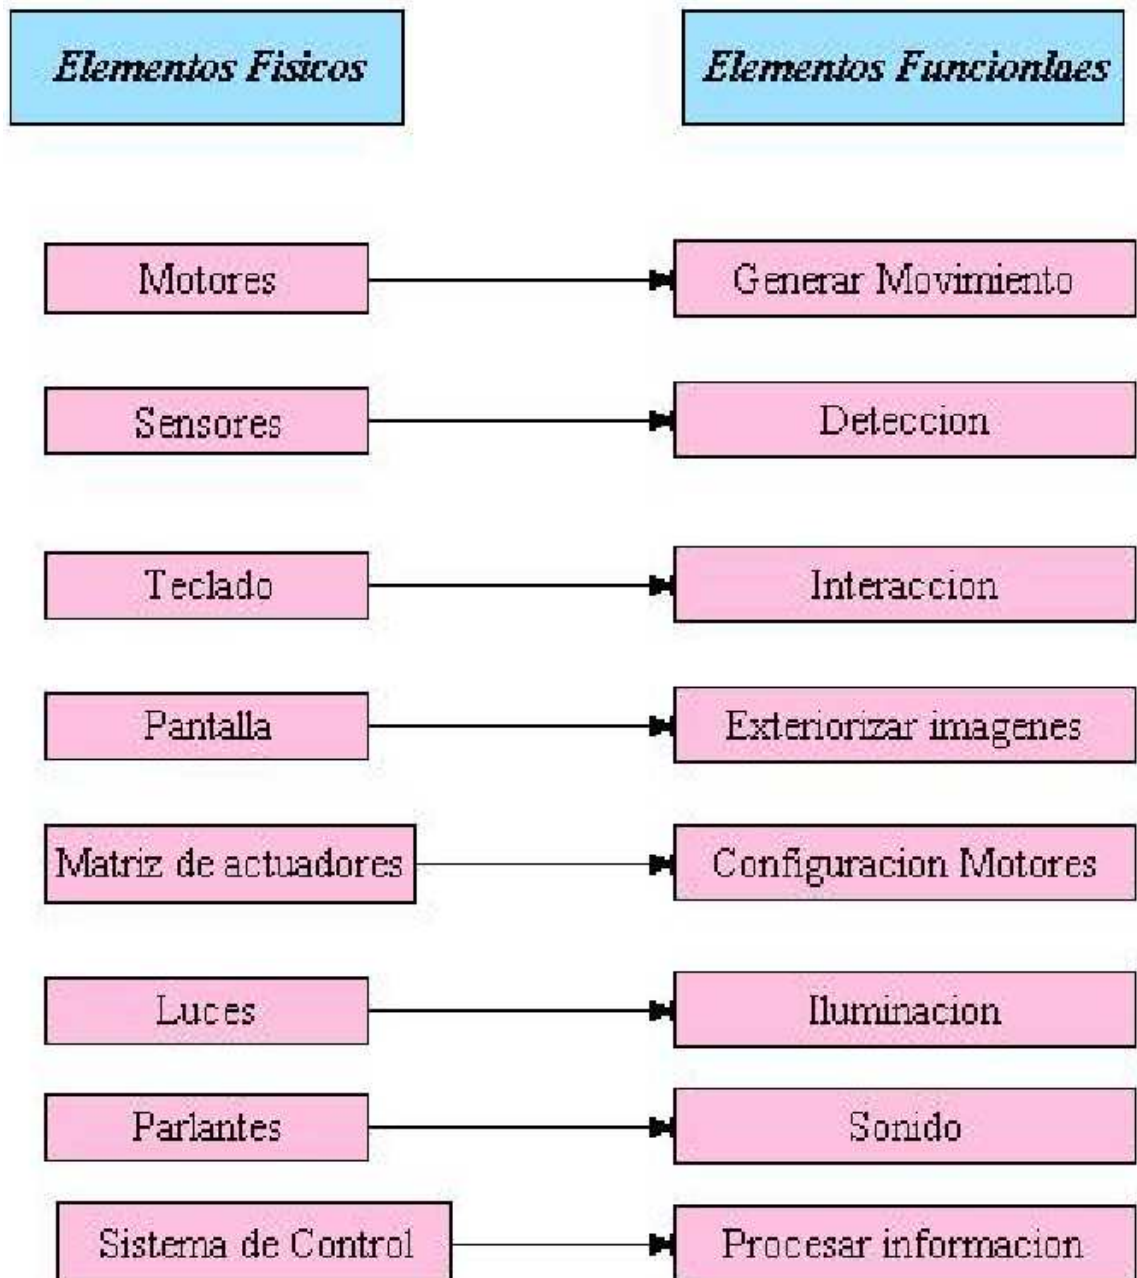 Elementos Fisicos
Elementos Funcionlaes
Motores
Generar Movimiento
Sensores
Deteccion
Teclado
Interaccion
Pantalla
Exteriorizar imagenes
Matriz de actuadores
Configuracion Motores
Luces
Iluminacion
Parlantes
Sonido
Sistema de Control
Procesar informacion